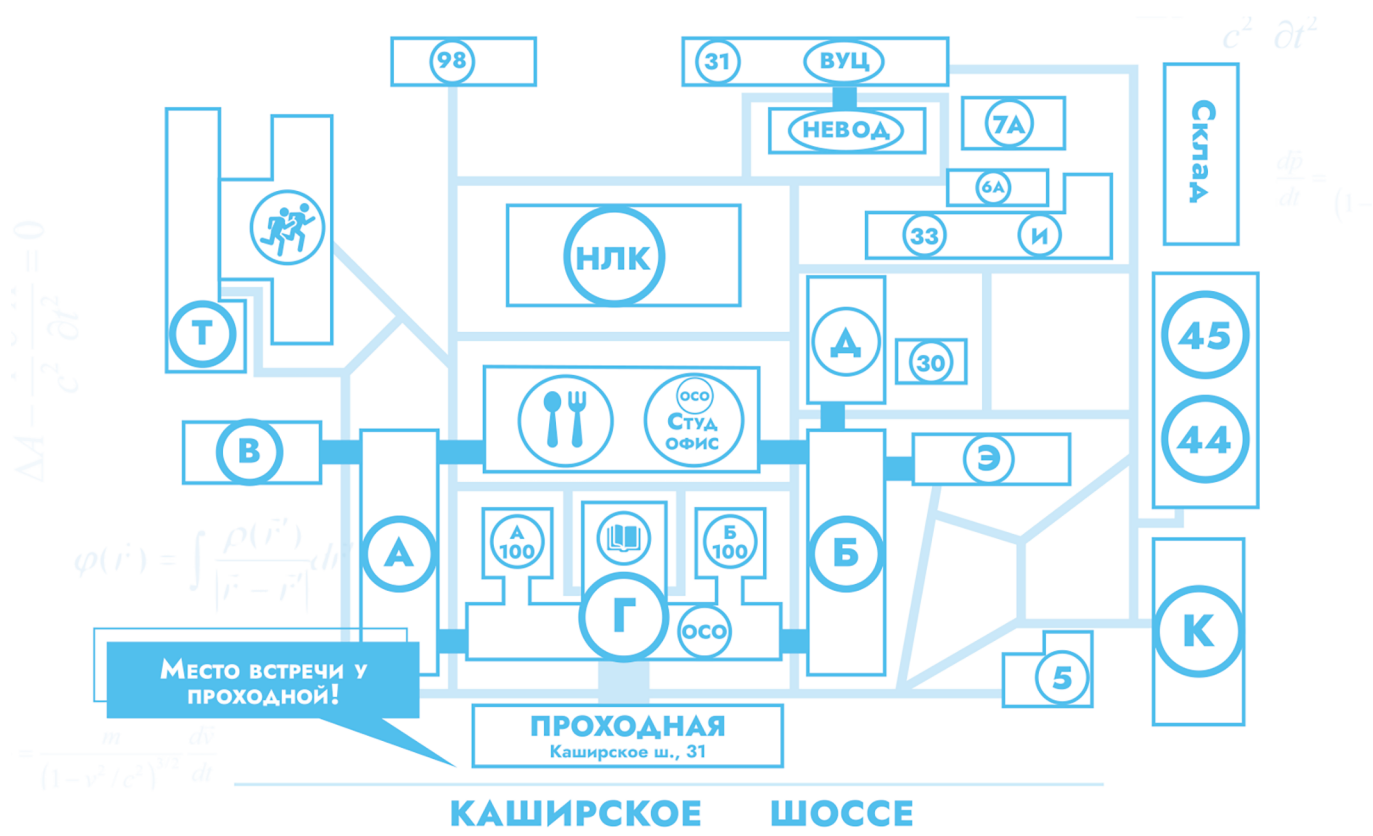 98
31
ВУЦ
НЕВОД
7А
6А
33
И
Склад
НЛК
Т
Д
30
45
44
ОСО
Студ
офис
В
Э
А
А
100
Б
100
Б
Г
ОСО
К
5
Место встречи у
проходной!
ПРОХОДНАЯ
Каширское ш., 31
КАШИРСКОЕ ШОССЕ